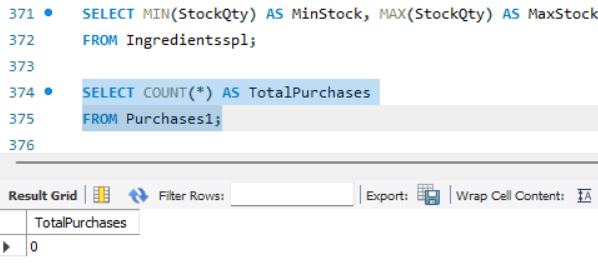 371 SELECT MIN(StockQty) AS MinStock, MAX(StockQty) AS MaxStock
372 FROM Ingredientsspl;
373
374 SELECT COUNT(*) AS TotalPurchases
375 FROM Purchases1;
376
Result Grid Filter Rows: Export: Wrap Cell Content: IA
TotalPurchases
0